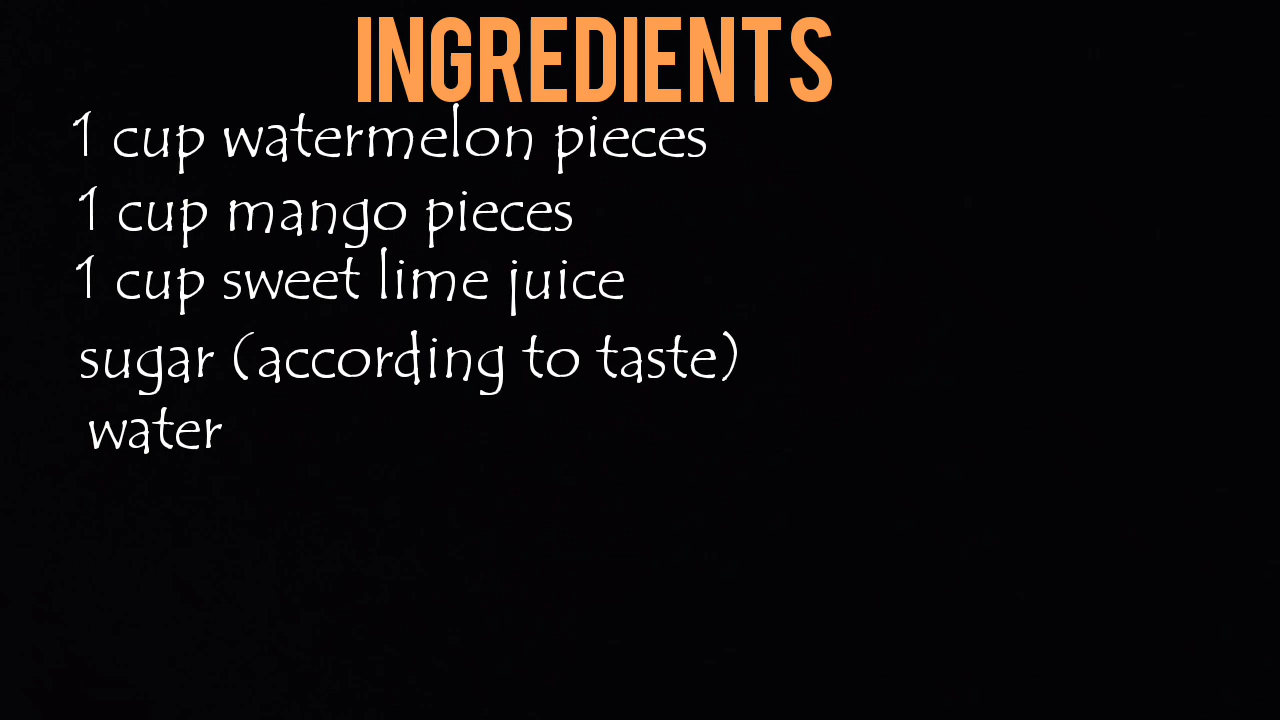 INGREDIENTS
1 cup watermelon pieces
1 cup mango pieces
1 cup sweet lime juice
sugar (according to taste)
water